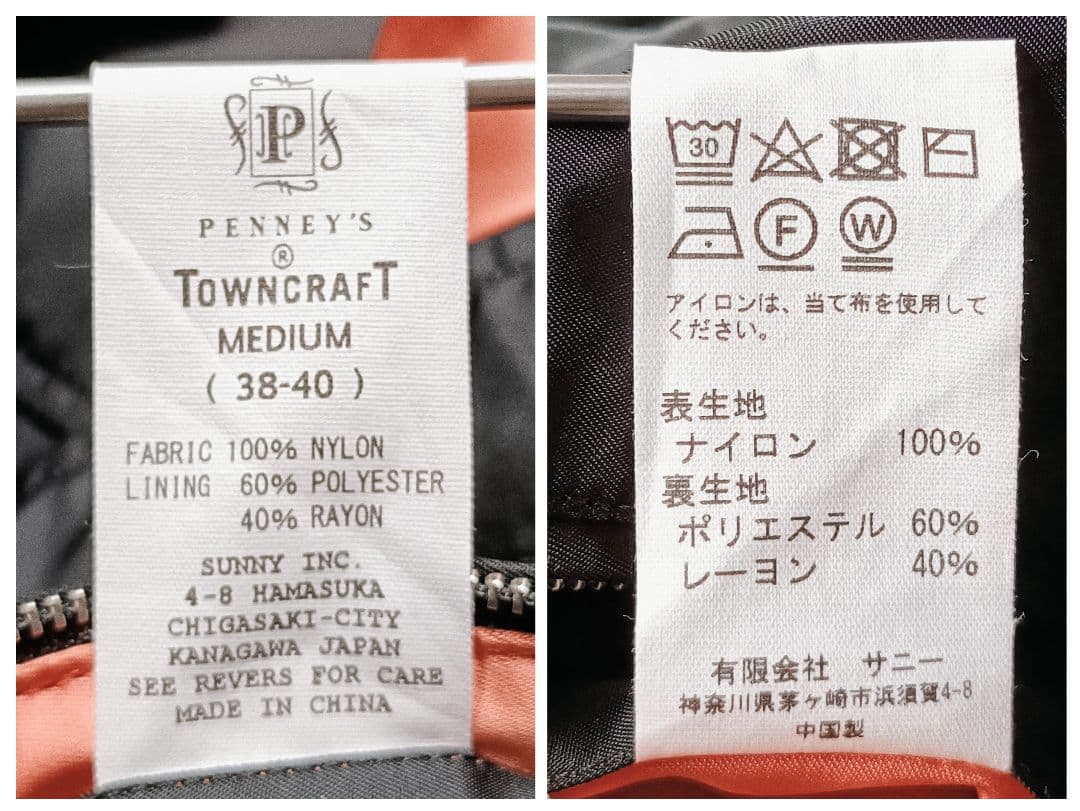 P
PENNEY'S
®
TOWNCRAFT
MEDIUM
( 38-40 )
FABRIC 100% NYLON
LINING 60% POLYESTER
40% RAYON
SUNNY INC.
4-8 HAMASUKA
CHIGASAKI-CITY
KANAGAWA JAPAN
SEE REVERS FOR CARE
MADE IN CHINA
30
F W
アイロンは、当て布を使用して
ください。
表生地
ナイロン 100%
裏生地
ポリエステル 60%
レーヨン 40%
有限会社 サニー
神奈川県茅ヶ崎市浜須賀4-8
中国製